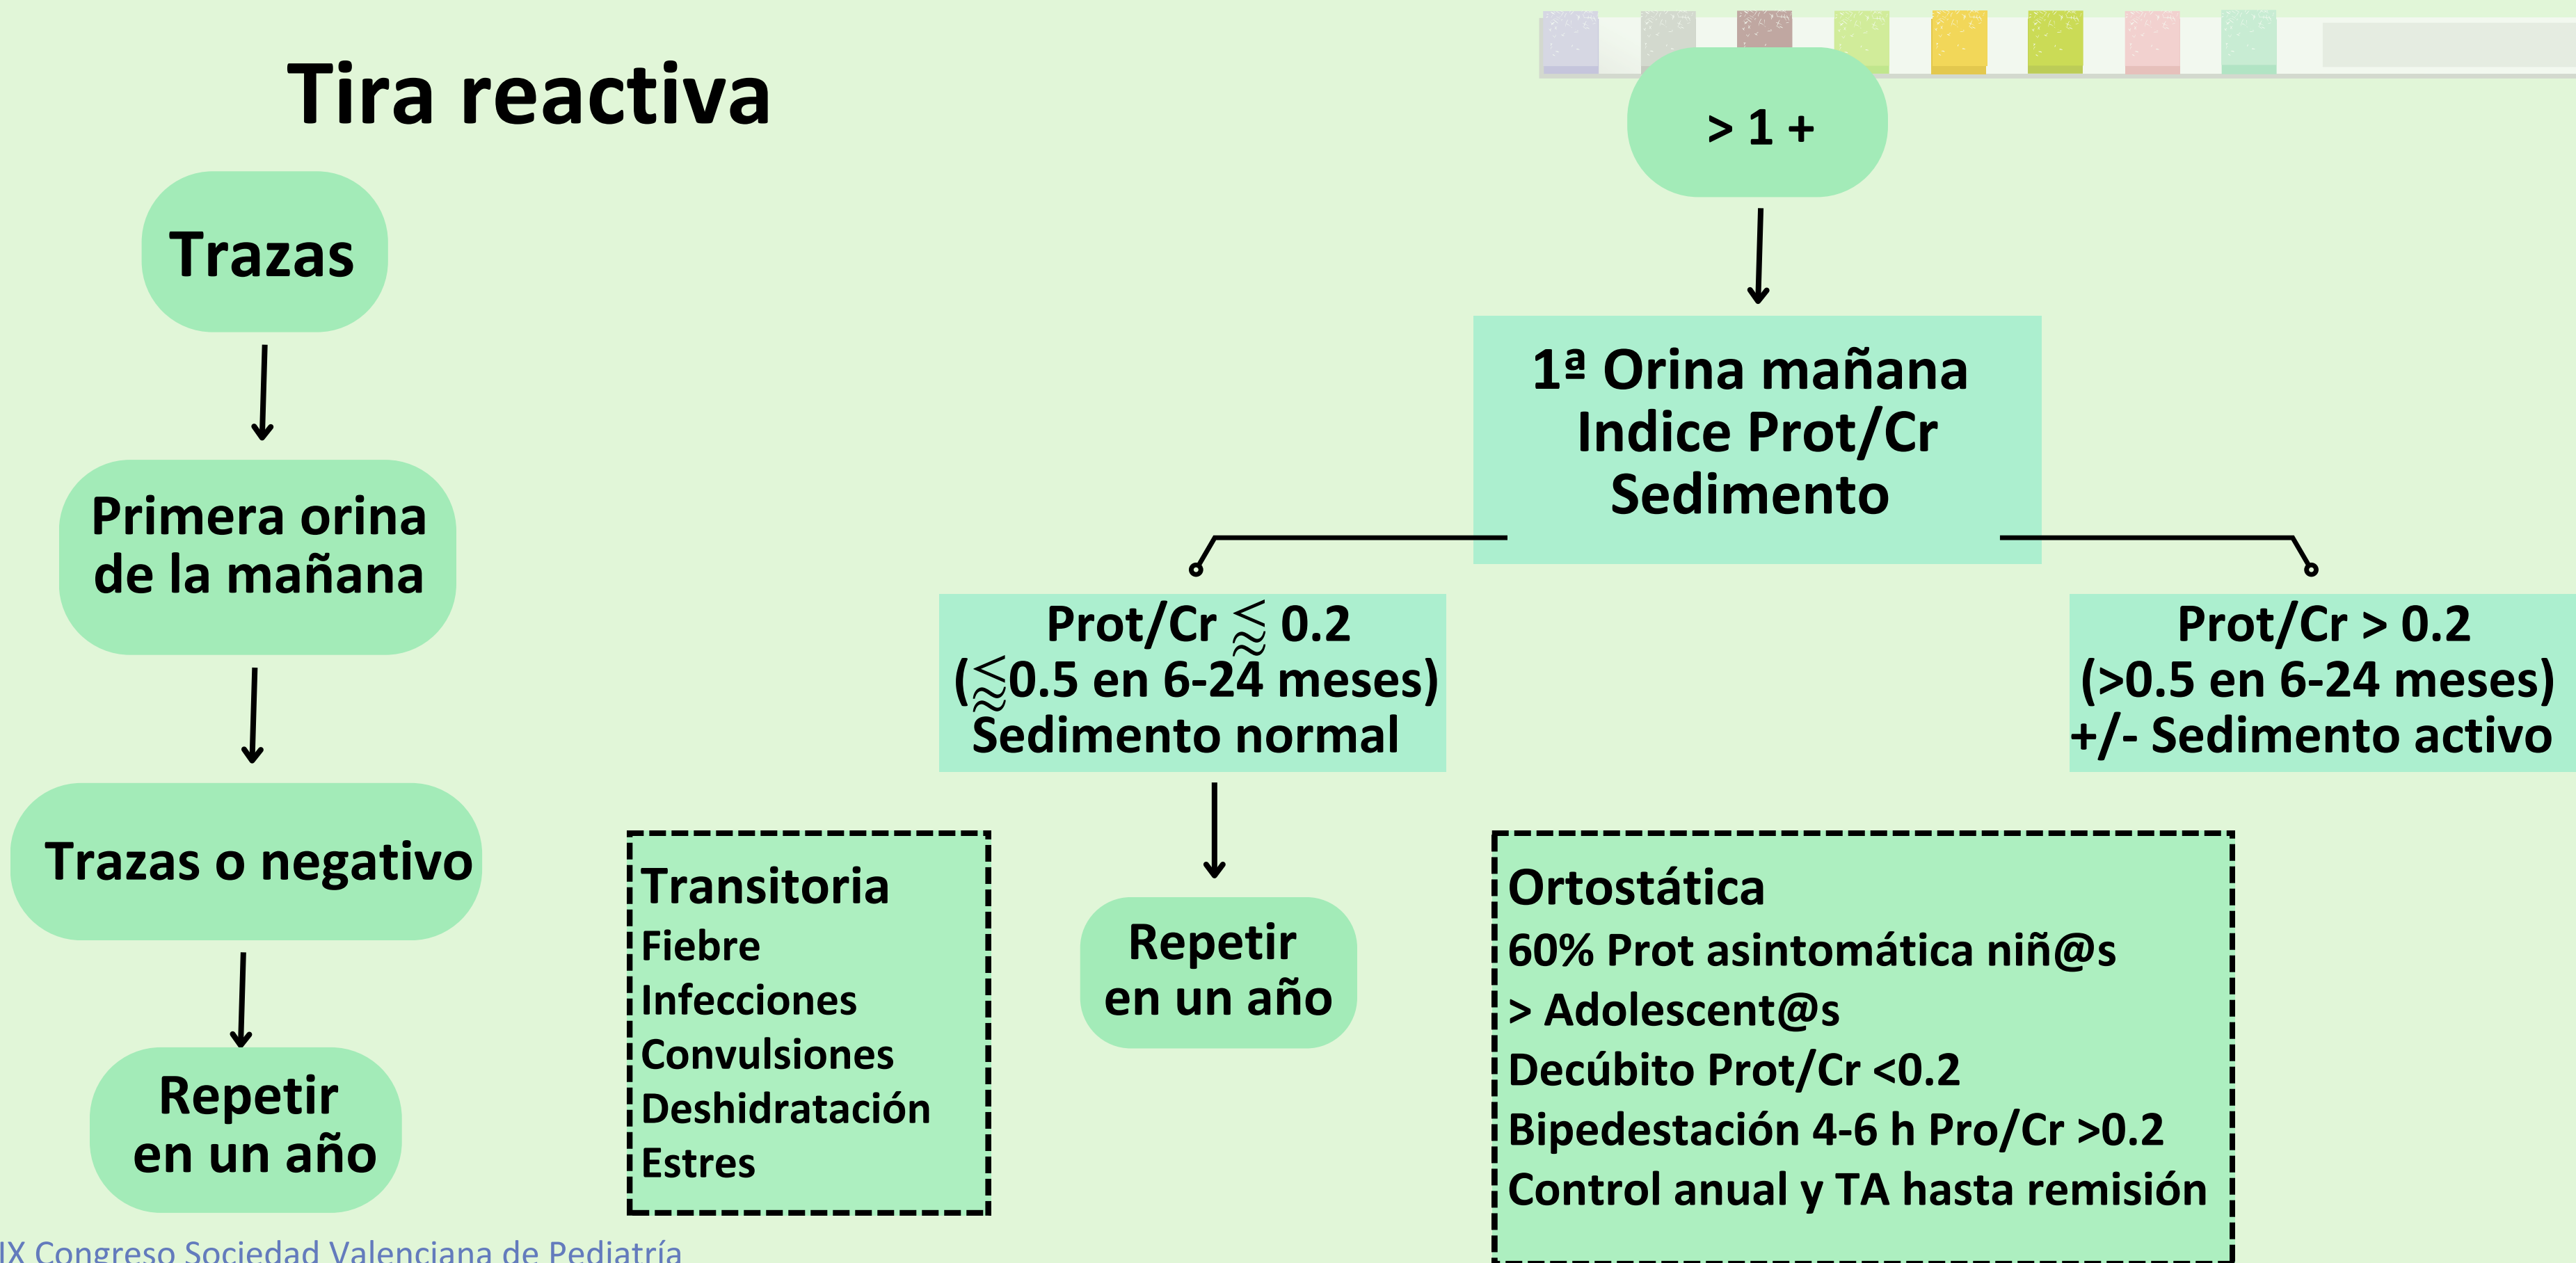 Tira reactiva
Trazas
Primera orina
de la mañana
Trazas o negativo
Repetir
en un año
> 1 +
1ª Orina mañana
Indice Prot/Cr
Sedimento
Prot/Cr ⪅ 0.2
(⪅0.5 en 6-24 meses)
Sedimento normal
Repetir
en un año
Prot/Cr > 0.2
(>0.5 en 6-24 meses)
+/- Sedimento activo
Transitoria
Fiebre
Infecciones
Convulsiones
Deshidratación
Estres
Ortostática
60% Prot asintomática niñ@s
> Adolescent@s
Decúbito Prot/Cr <0.2
Bipedestación 4-6 h Pro/Cr >0.2
Control anual y TA hasta remisión
IX Congreso Sociedad Valenciana de Pediatría